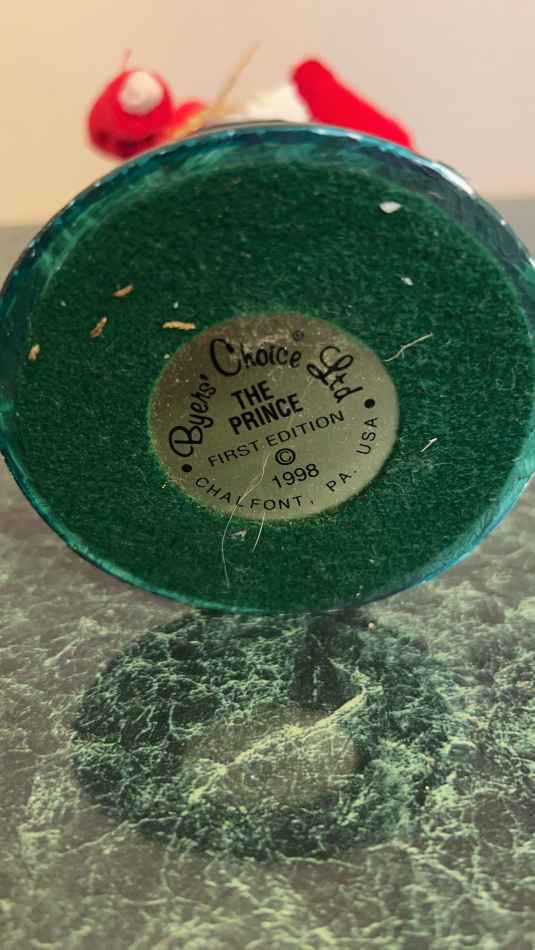 Byers' Choice Ltd ©
THE
PRINCE
FIRST EDITION
©
1998
• CHALFONT, PA. USA •